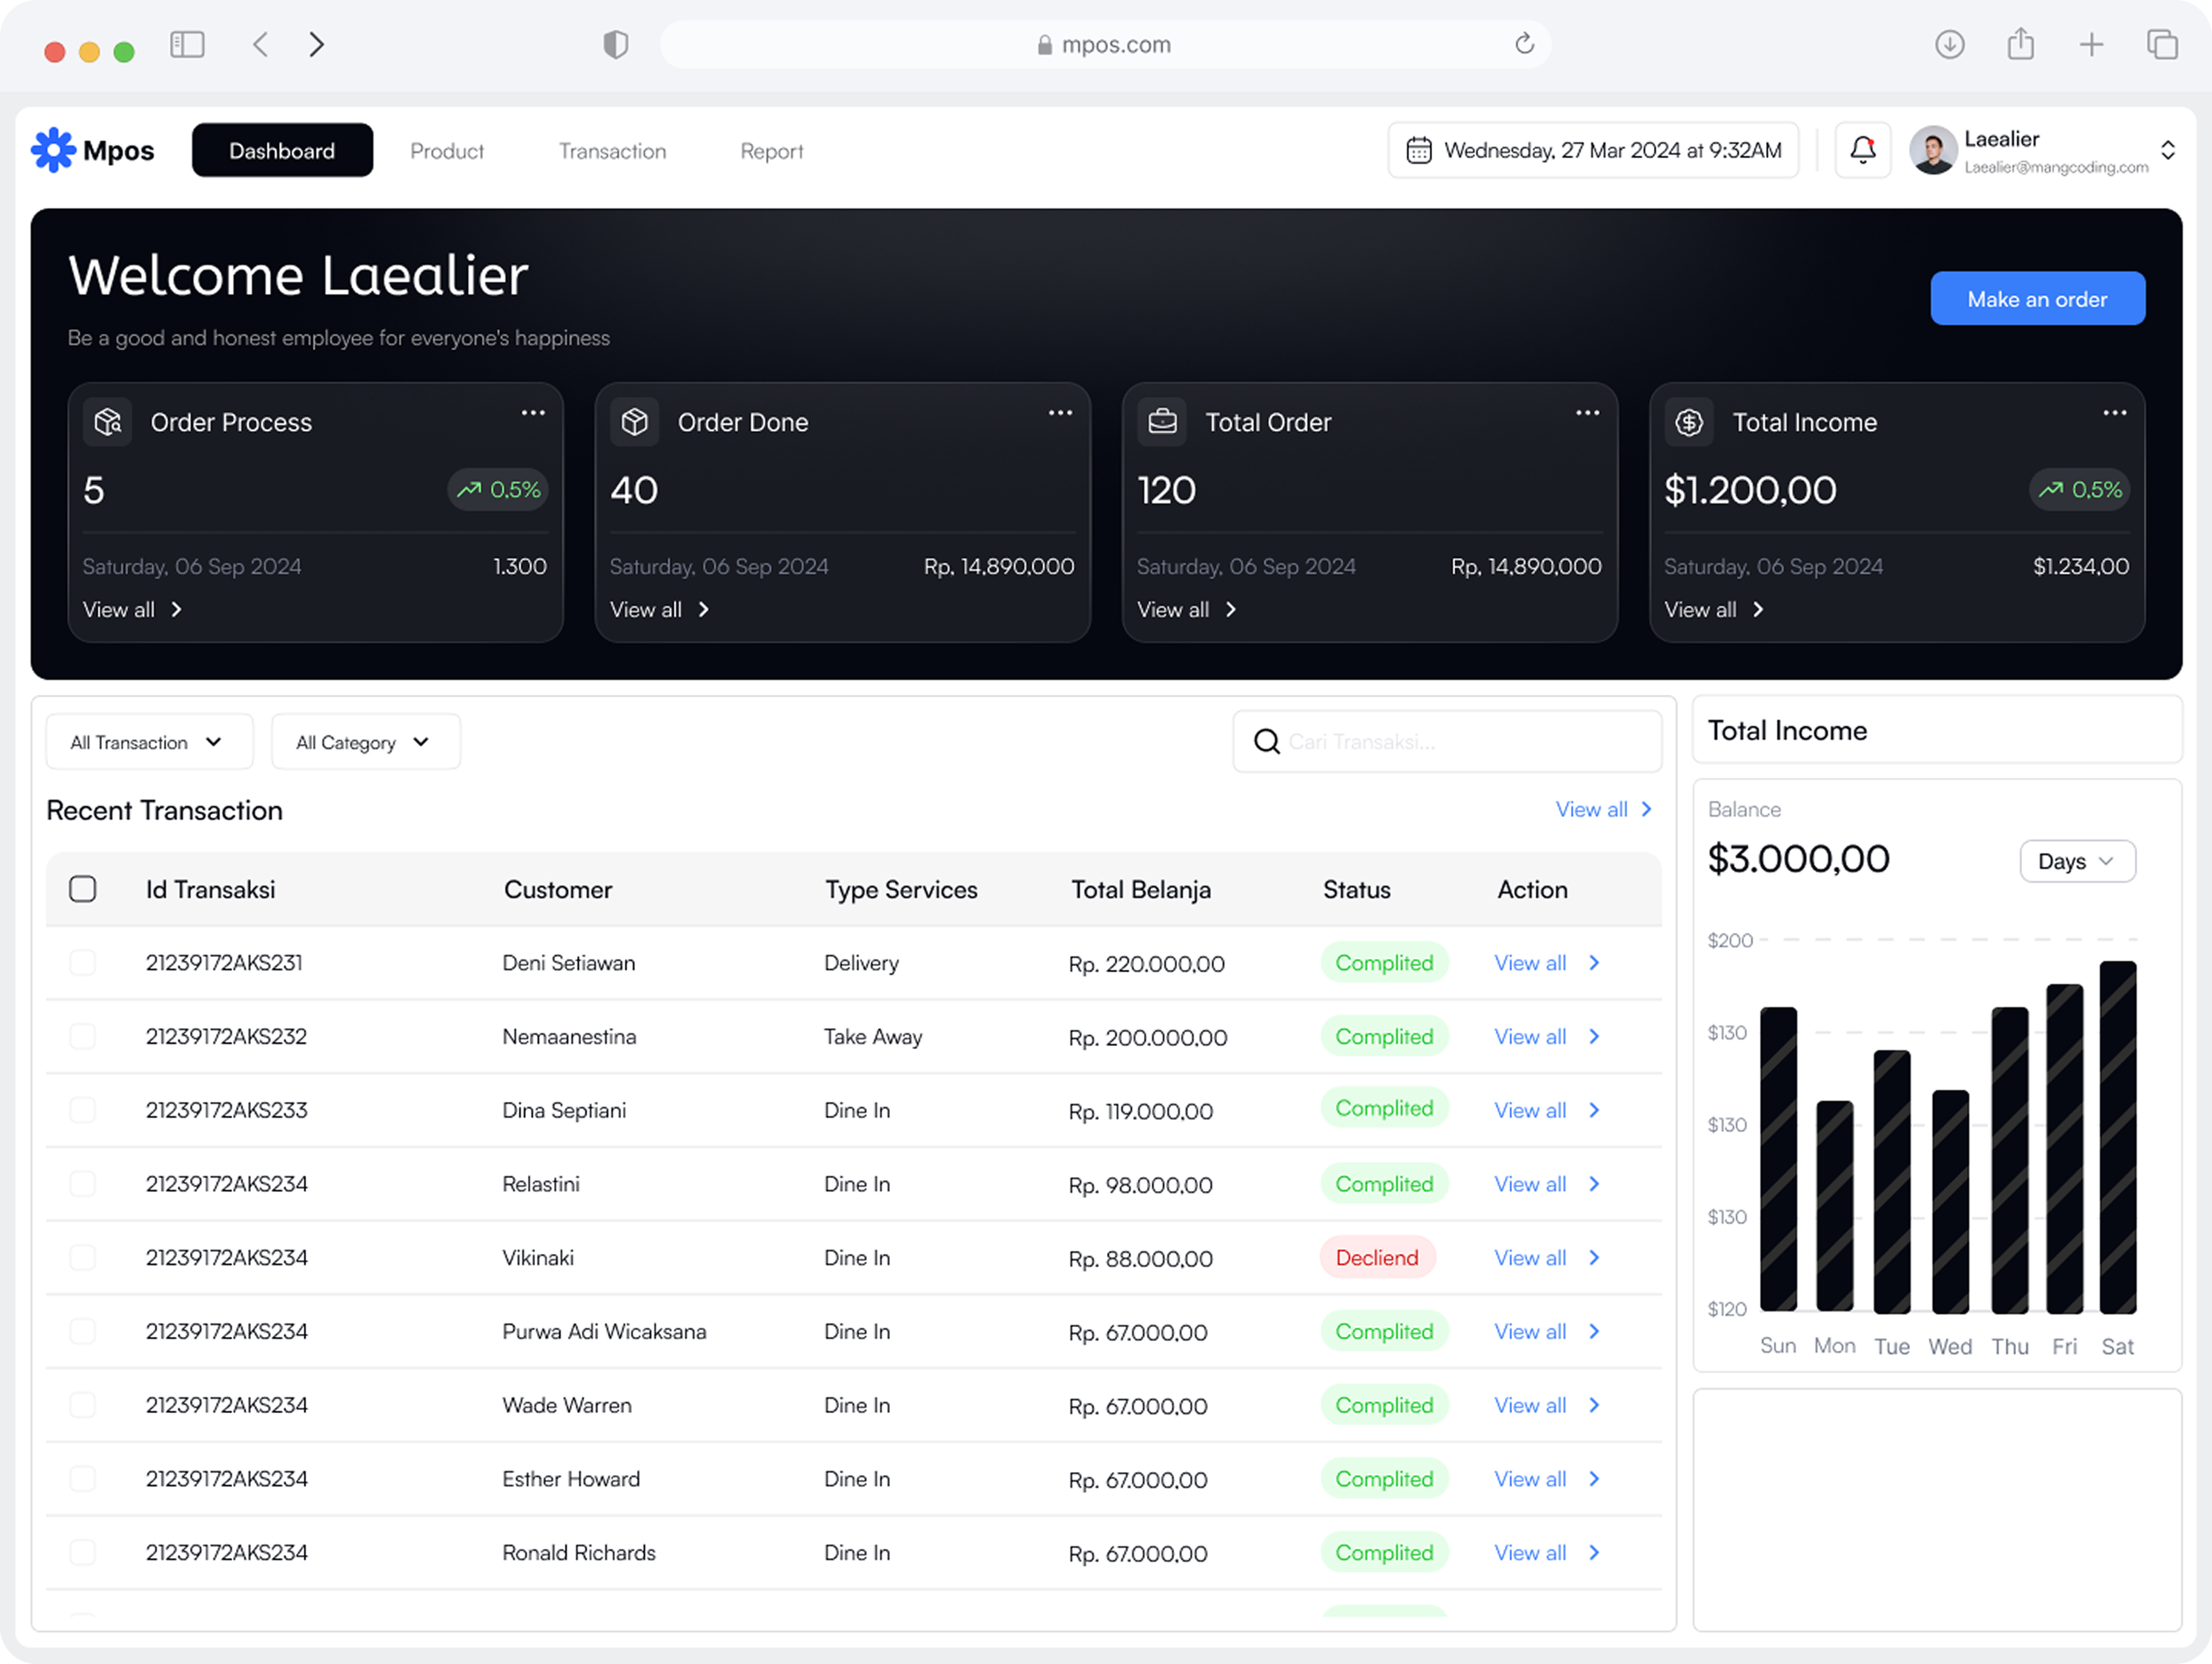 mpos.com
Mpos
Dashboard
Product
Transaction
Report
Wednesday, 27 Mar 2024 at 9:32AM
Laealier
Laealier@mangcoding.com
Welcome Laealier
Be a good and honest employee for everyone's happiness
Make an order
Order Process
5
0,5%
Saturday, 06 Sep 2024
1.300
View all
Order Done
40
Saturday, 06 Sep 2024
Rp, 14,890,000
View all
Total Order
120
Saturday, 06 Sep 2024
Rp, 14,890,000
View all
Total Income
$1.200,00
0,5%
Saturday, 06 Sep 2024
$1.234,00
View all
All Transaction
All Category
Cari Transaksi...
Recent Transaction
View all
Id Transaksi Customer Type Services Total Belanja Status Action
21239172AKS231 Deni Setiawan Delivery Rp. 220.000,00 Complited View all
21239172AKS232 Nemaanestina Take Away Rp. 200.000,00 Complited View all
21239172AKS233 Dina Septiani Dine In Rp. 119.000,00 Complited View all
21239172AKS234 Relastini Dine In Rp. 98.000,00 Complited View all
21239172AKS234 Vikinaki Dine In Rp. 88.000,00 Decliend View all
21239172AKS234 Purwa Adi Wicaksana Dine In Rp. 67.000,00 Complited View all
21239172AKS234 Wade Warren Dine In Rp. 67.000,00 Complited View all
21239172AKS234 Esther Howard Dine In Rp. 67.000,00 Complited View all
21239172AKS234 Ronald Richards Dine In Rp. 67.000,00 Complited View all
Total Income
Balance
$3.000,00
Days
$200
$130
$130
$130
$120
Sun Mon Tue Wed Thu Fri Sat